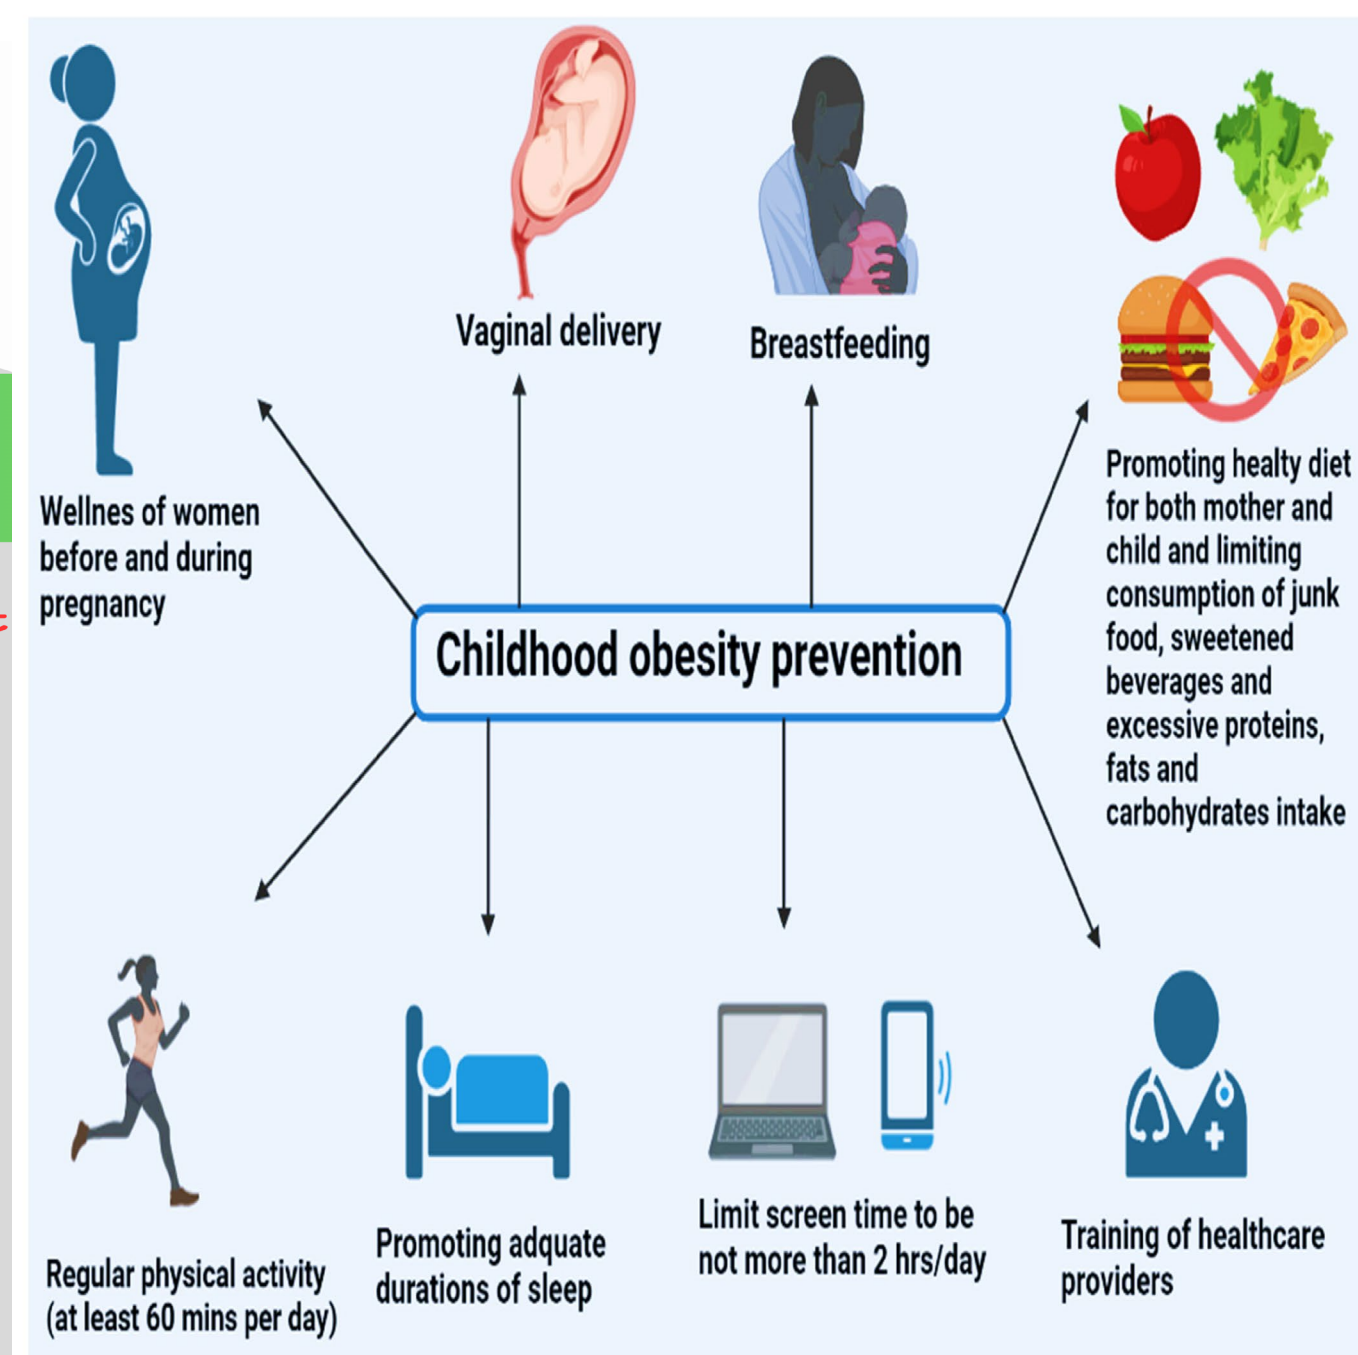 Vaginal delivery
Breastfeeding
Wellnes of women
before and during
pregnancy
Promoting healty diet
for both mother and
child and limiting
consumption of junk
food, sweetened
beverages and
excessive proteins,
fats and
carbohydrates intake
Childhood obesity prevention
Regular physical activity
(at least 60 mins per day)
Promoting adquate
durations of sleep
Limit screen time to be
not more than 2 hrs/day
Training of healthcare
providers